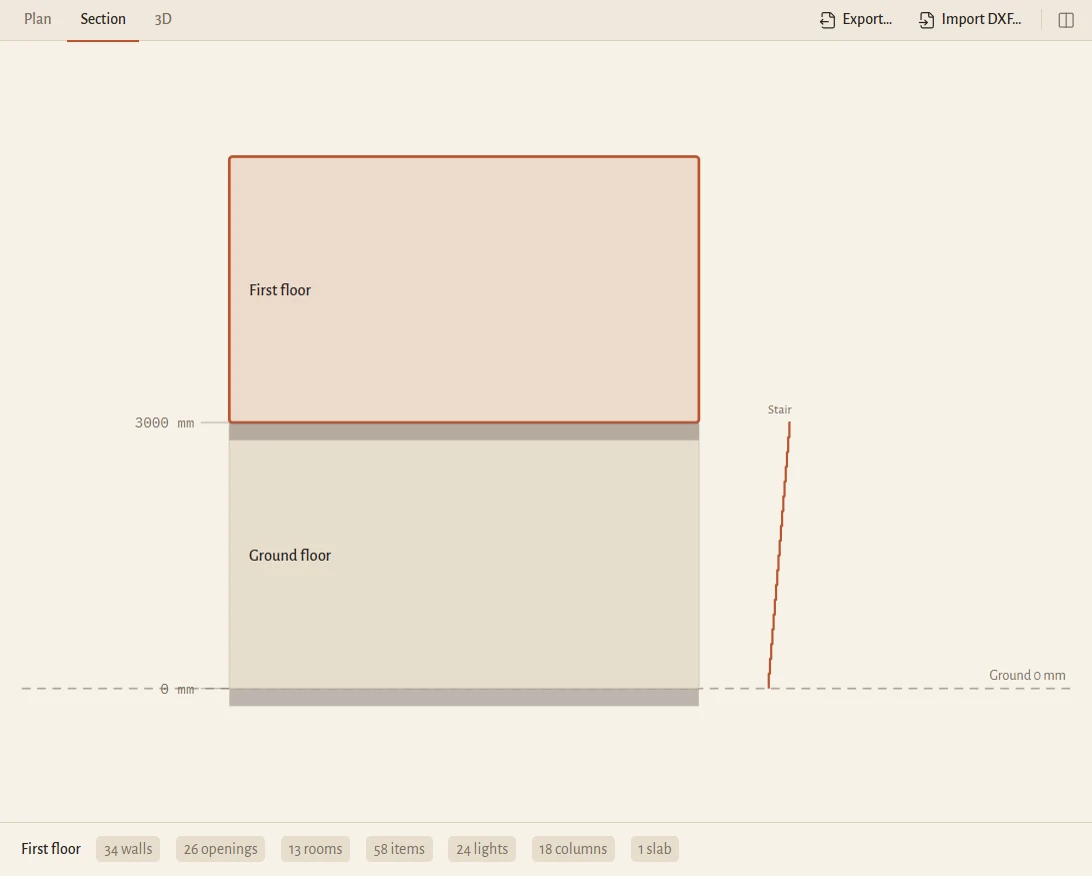 Plan
Section
3D
Export...
Import DXF...
First floor
3000 mm
Stair
Ground floor
Ground 0 mm
0 mm
First floor
34 walls
26 openings
13 rooms
58 items
24 lights
18 columns
1 slab